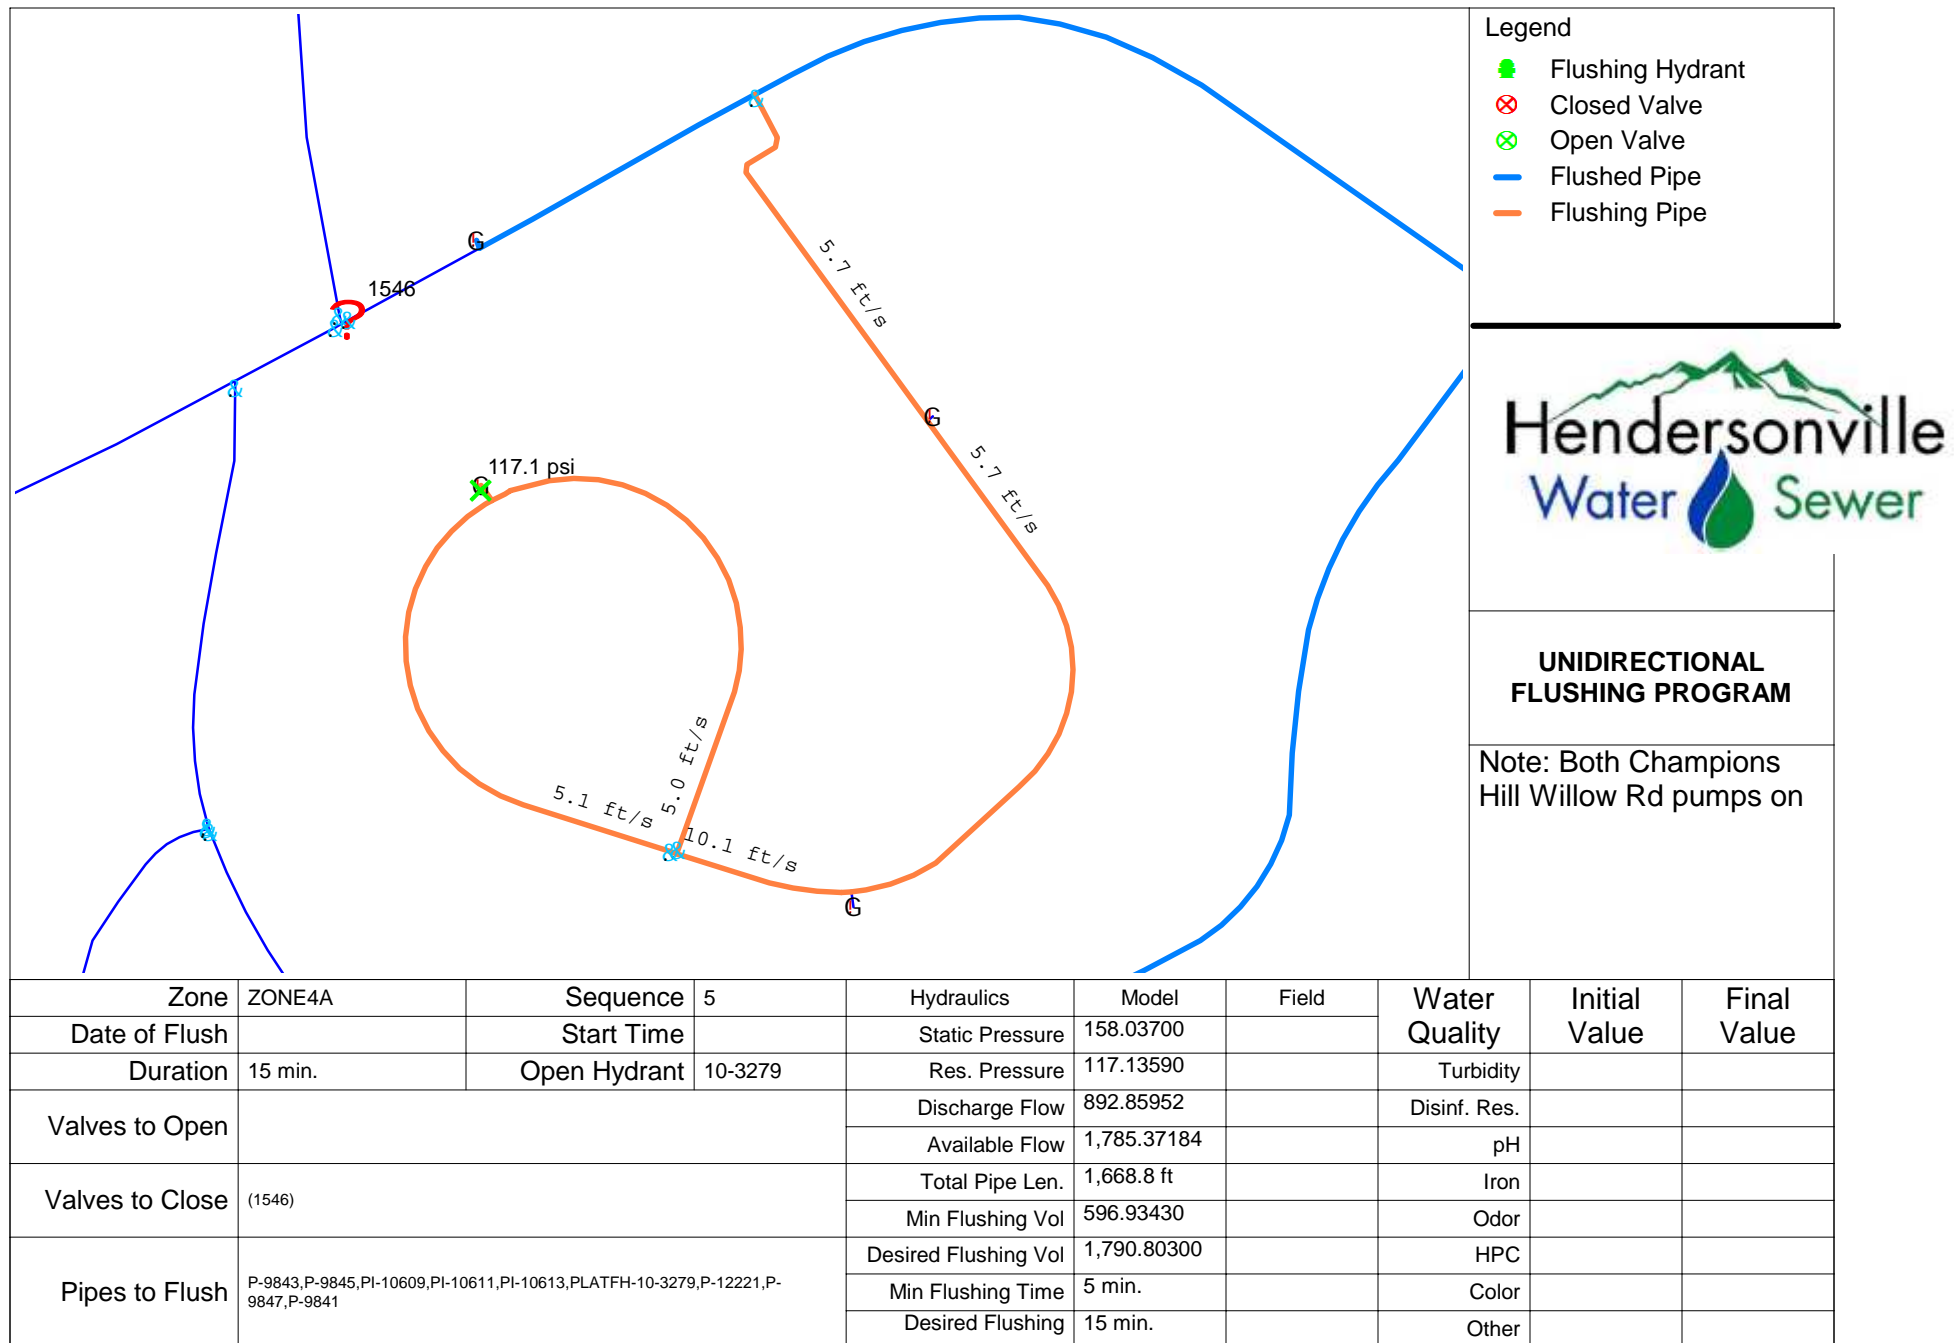 Legend
Flushing Hydrant
Closed Valve
Open Valve
Flushed Pipe
Flushing Pipe
G
1546
5.7 ft/s
G
5.7 ft/s
117.1 psi
G
5.0 ft/s
5.1 ft/s
10.1 ft/s
G
Hendersonville
Water Sewer
UNIDIRECTIONAL
FLUSHING PROGRAM
Note: Both Champions
Hill Willow Rd pumps on
Zone ZONE4A Sequence 5 Hydraulics Model Field Water Quality Initial Value Final Value
Date of Flush Start Time Static Pressure 158.03700
Duration 15 min. Open Hydrant 10-3279 Res. Pressure 117.13590 Turbidity
Valves to Open Discharge Flow 892.85952 Disinf. Res.
Available Flow 1,785.37184 pH
Valves to Close (1546) Total Pipe Len. 1,668.8 ft Iron
Min Flushing Vol 596.93430 Odor
Pipes to Flush P-9843,P-9845,PI-10609,PI-10611,PI-10613,PLATFH-10-3279,P-12221,P-
9847,P-9841
Desired Flushing Vol 1,790.80300 HPC
Min Flushing Time 5 min. Color
Desired Flushing 15 min. Other